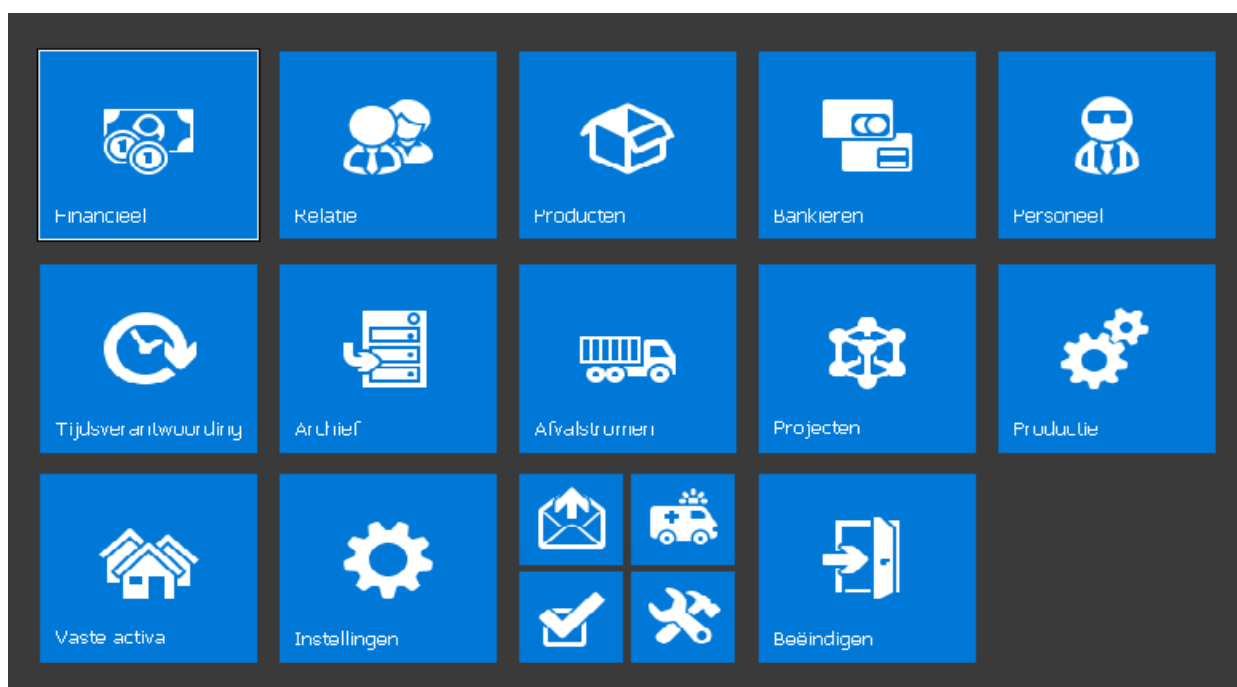 Financieel
Relatie
Producten
Bankieren
Personeel
Tijdsverantwoording
Archief
Afvalstromen
Projecten
Productie
Vaste activa
Instellingen
Beëindigen